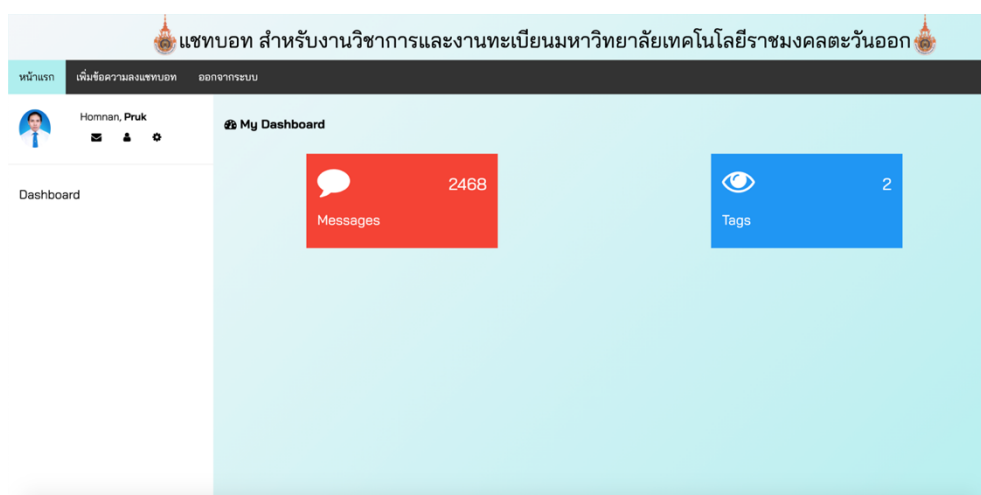 แชทบอท สำหรับงานวิชาการและงานทะเบียนมหาวิทยาลัยเทคโนโลยีราชมงคลตะวันออก
หน้าแรก เพิ่มข้อความลงแชทบอท ออกจากระบบ
Homnan, Pruk
My Dashboard
Dashboard
2468
Messages
2
Tags